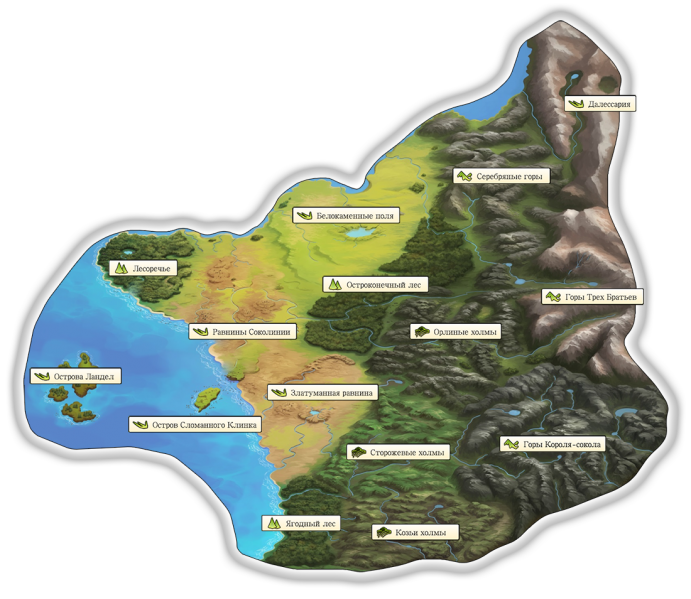 Далессария
Серебряные горы
Белокаменные поля
Лесоречье
Остроконечный лес
Горы Трех Братьев
Равнины Соколинии
Орлиные холмы
Острова Ландел
Златуманная равнина
Остров Сломанного Клинка
Горы Короля-сокола
Сторожевые холмы
Ягодный лес
Козьи холмы